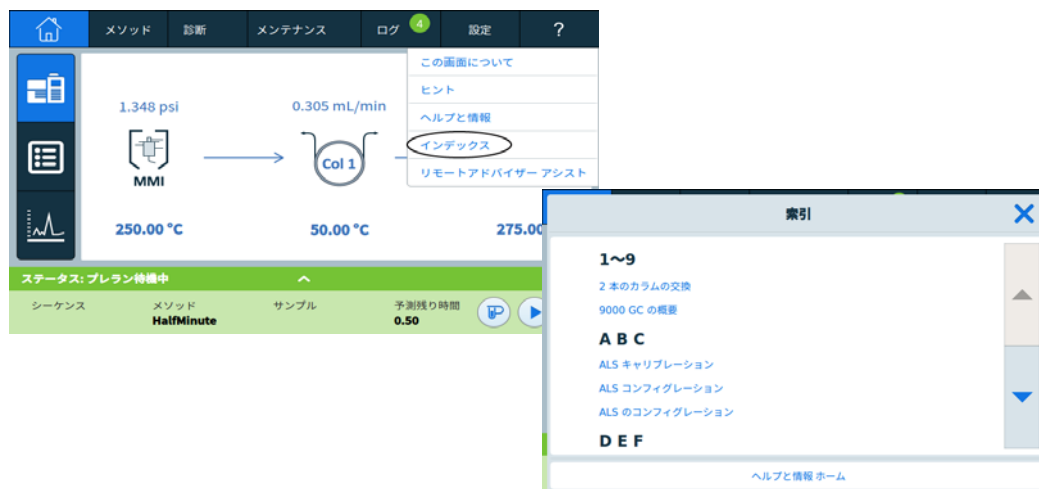 メソッド 診断 メンテナンス ログ 4 設定 ?
この画面について
ヒント
ヘルプと情報
インデックス
リモートアドバイザー アシスト
1.348 psi 0.305 mL/min
MMI
Col 1
250.00 °C 50.00 °C 275.00
ステータス: プレラン待機中
シーケンス メソッド サンプル 予測残り時間
HalfMinute 0.50
索引
1～9
2 本のカラムの交換
9000 GC の概要
A B C
ALS キャリブレーション
ALS コンフィグレーション
ALS のコンフィグレーション
D E F
ヘルプと情報 ホーム